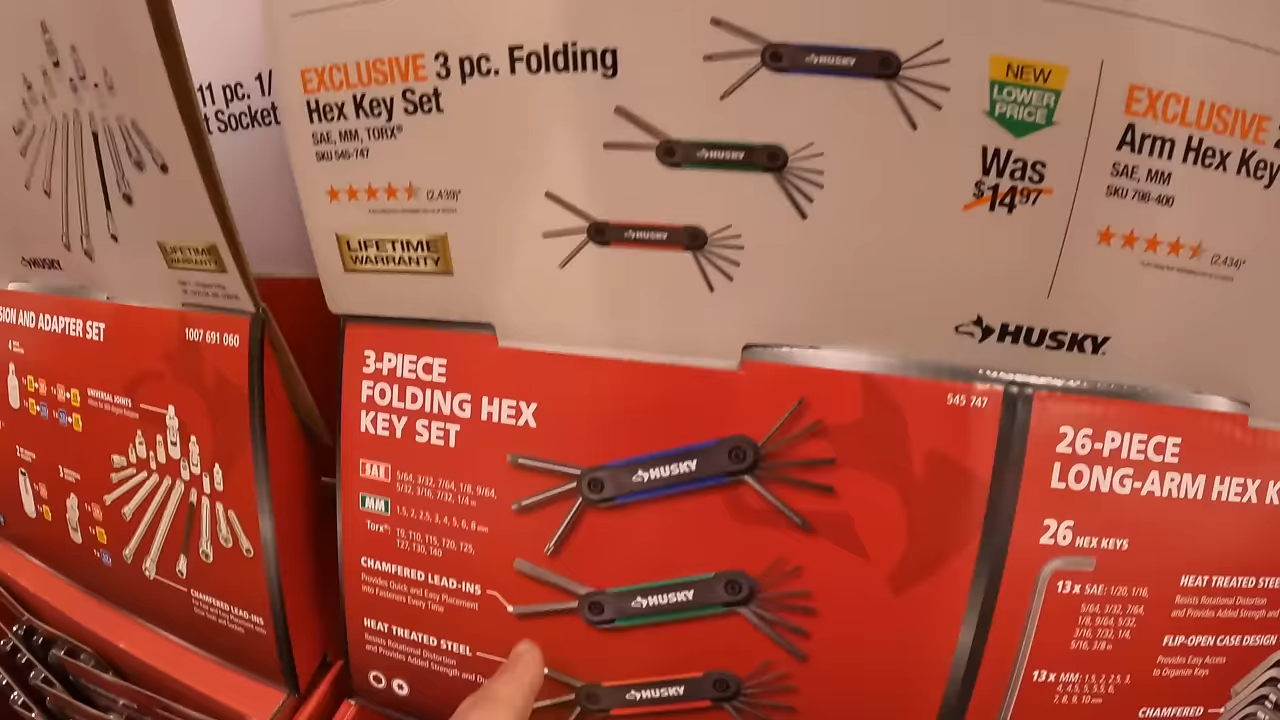 11 pc. 1/
t Socket
HUSKY
LIFETIME
WARRANTY
EXCLUSIVE 3 pc. Folding
Hex Key Set
SAE, MM, TORX®
SKU 545-747
(2,439)*
LIFETIME
WARRANTY
HUSKY
HUSKY
HUSKY
NEW
LOWER
PRICE
Was
$1497
EXCLUSIVE
Arm Hex Key
SAE, MM
SKU 796-400
(2,434)*
HUSKY
SION AND ADAPTER SET
1007 691 060
UNIVERSAL JOINTS
CHAMFERED LEAD-INS
3-PIECE
FOLDING HEX
KEY SET
545 747
SAE 5/64, 3/32, 7/64, 1/8, 9/64,
5/32, 3/16, 7/32, 1/4 in
MM 1.5, 2, 2.5, 3, 4, 5, 6, 8 mm
Torx®: T9, T10, T15, T20, T25,
T27, T30, T40
CHAMFERED LEAD-INS
Provides Quick and Easy Placement
into Fasteners Every Time
HEAT TREATED STEEL
Resists Rotational Distortion
and Provides Added Strength and Du
HUSKY
HUSKY
HUSKY
26-PIECE
LONG-ARM HEX K
26 HEX KEYS
13x SAE: 1/20, 1/16,
5/64, 3/32, 7/64,
1/8, 9/64, 5/32,
3/16, 7/32, 1/4,
5/16, 3/8 in
13x MM: 1.5, 2, 2.5, 3,
4, 4.5, 5, 5.5, 6,
7, 8, 9, 10 mm
HEAT TREATED STEE
Resists Rotational Distortion
and Provides Added Strength
FLIP-OPEN CASE DESIGN
Provides Easy Access
to Organize Keys
CHAMFERED